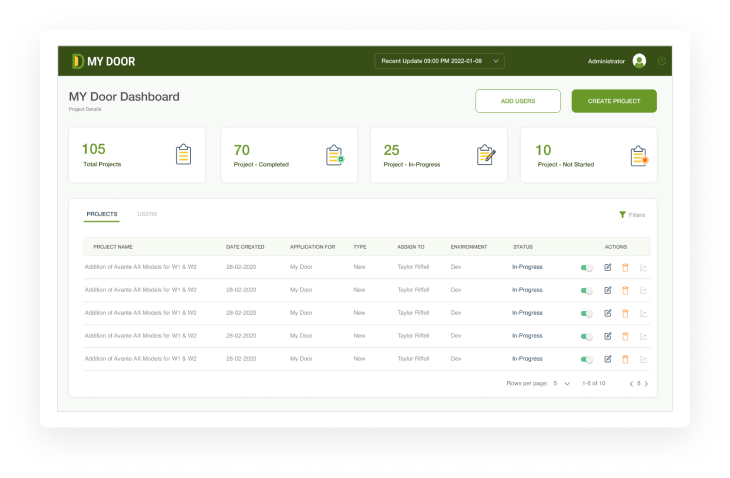 MY DOOR
Recent Update 09:00 PM 2022-01-09
Administrator
MY Door Dashboard
Project Details
ADD USERS
CREATE PROJECT
105
Total Projects
70
Project - Completed
25
Project - In-Progress
10
Project - Not Started
PROJECTS USERS
Filters
PROJECT NAME DATE CREATED APPLICATION FOR TYPE ASSIGN TO ENVIRONMENT STATUS ACTIONS
Addition of Avante AX Models for W1 & W2 28-02-2020 My Door New Taylor Riffell Dev In-Progress
Addition of Avante AX Models for W1 & W2 28-02-2020 My Door New Taylor Riffell Dev In-Progress
Addition of Avante AX Models for W1 & W2 28-02-2020 My Door New Taylor Riffell Dev In-Progress
Addition of Avante AX Models for W1 & W2 28-02-2020 My Door New Taylor Riffell Dev In-Progress
Addition of Avante AX Models for W1 & W2 28-02-2020 My Door New Taylor Riffell Dev In-Progress
Rows per page: 5 1-5 of 10 5